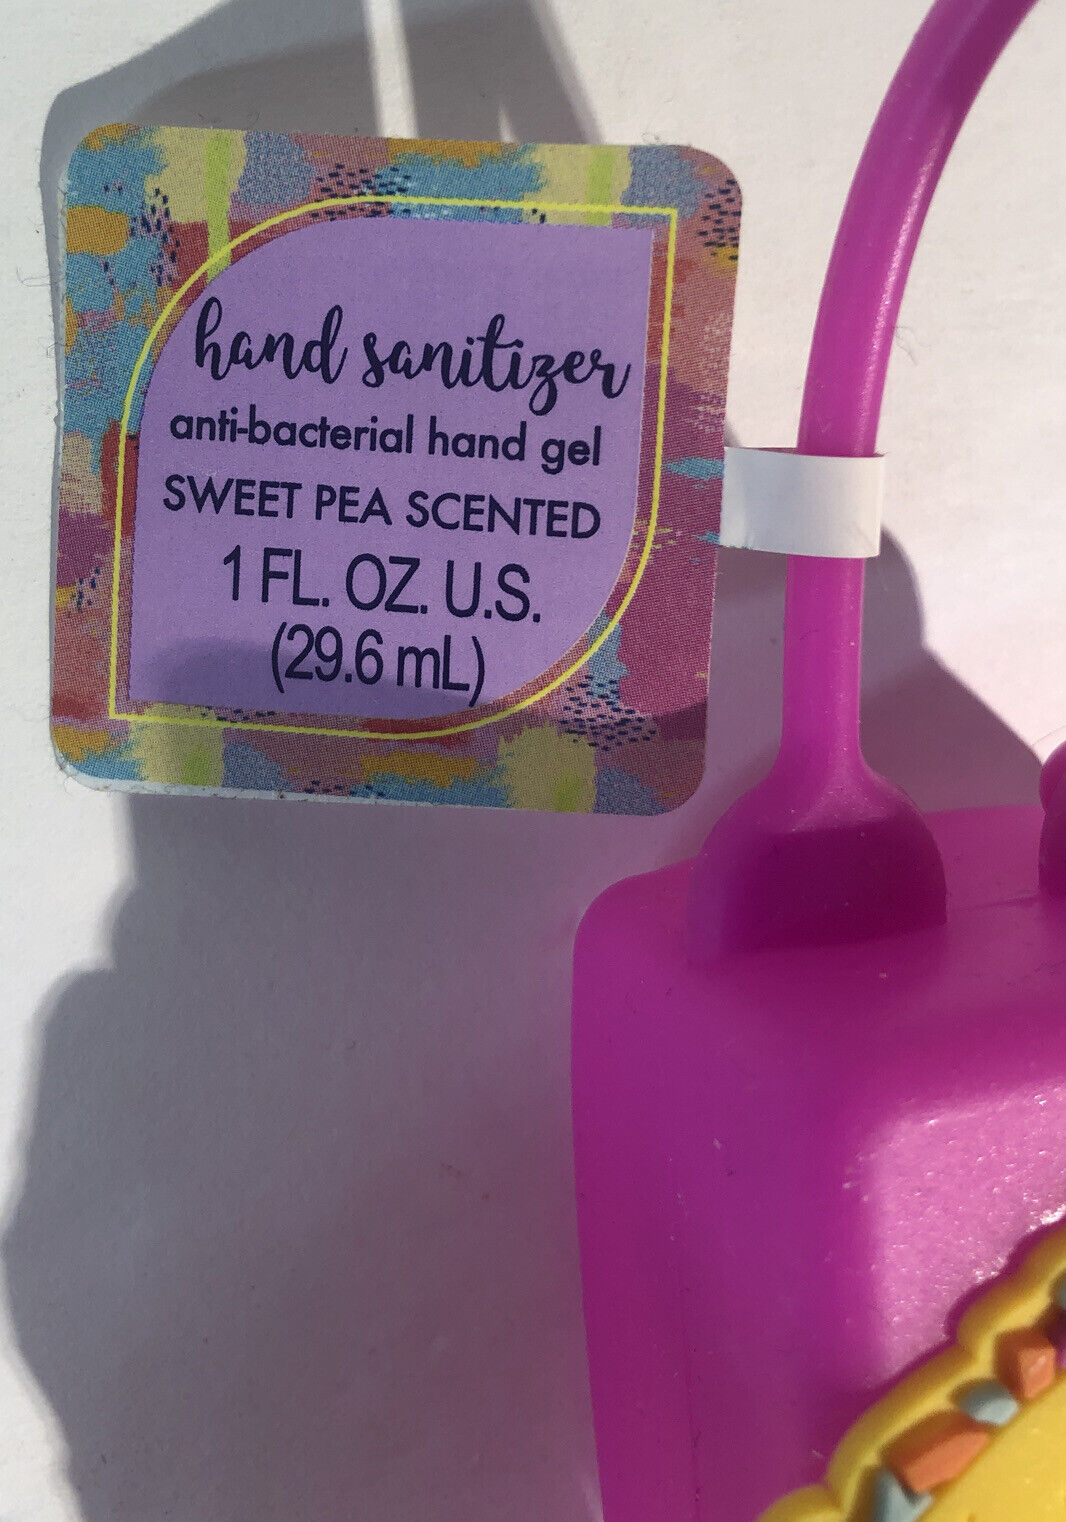 hand sanitizer
anti-bacterial hand gel
SWEET PEA SCENTED
1 FL. OZ. U.S.
(29.6 mL)